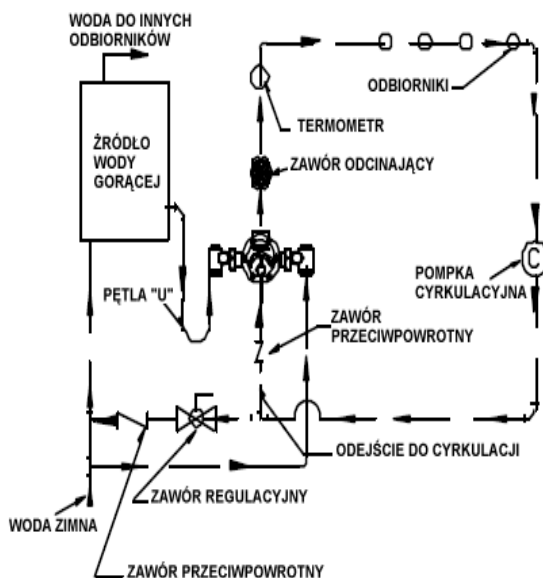 WODA DO INNYCH
ODBIORNIKÓW
ODBIORNIKI
TERMOMETR
ŹRÓDŁO
WODY
GORĄCEJ
ZAWÓR ODCINAJĄCY
POMPKA
CYRKULACYJNA
C
PĘTLA "U"
ZAWÓR
PRZECIWPOWROTNY
ODEJŚCIE DO CYRKULACJI
ZAWÓR REGULACYJNY
WODA ZIMNA
ZAWÓR PRZECIWPOWROTNY